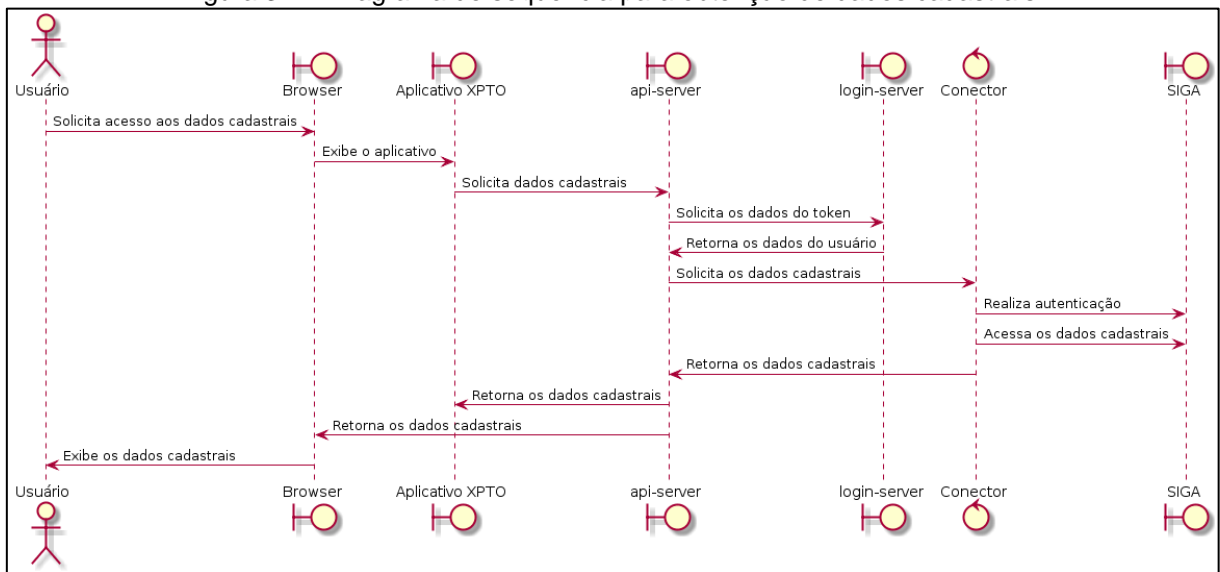 Usuário Browser Aplicativo XPTO api-server login-server Conector SIGA
Solicita acesso aos dados cadastrais
Exibe o aplicativo
Solicita dados cadastrais
Solicita os dados do token
Retorna os dados do usuário
Solicita os dados cadastrais
Realiza autenticação
Acessa os dados cadastrais
Retorna os dados cadastrais
Retorna os dados cadastrais
Retorna os dados cadastrais
Exibe os dados cadastrais
Usuário Browser Aplicativo XPTO api-server login-server Conector SIGA